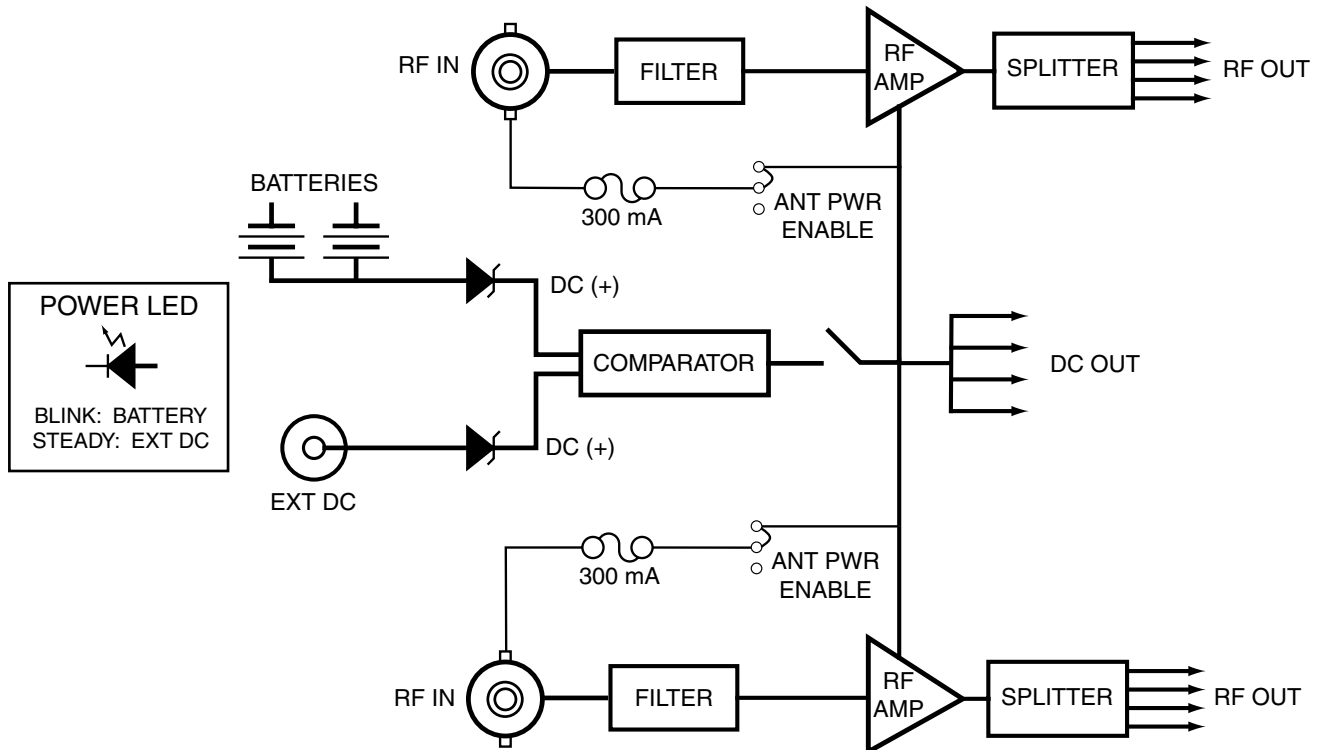 RF IN
FILTER
RF
AMP
SPLITTER
RF OUT
300 mA
ANT PWR
ENABLE
BATTERIES
DC (+)
POWER LED
BLINK: BATTERY
STEADY: EXT DC
COMPARATOR
DC OUT
DC (+)
EXT DC
300 mA
ANT PWR
ENABLE
RF IN
FILTER
RF
AMP
SPLITTER
RF OUT